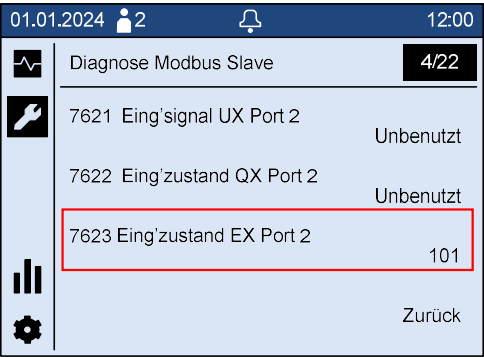 01.01.2024 2 12:00
Diagnose Modbus Slave 4/22
7621 Eing'signal UX Port 2
Unbenutzt
7622 Eing'zustand QX Port 2
Unbenutzt
7623 Eing'zustand EX Port 2
101
Zurück